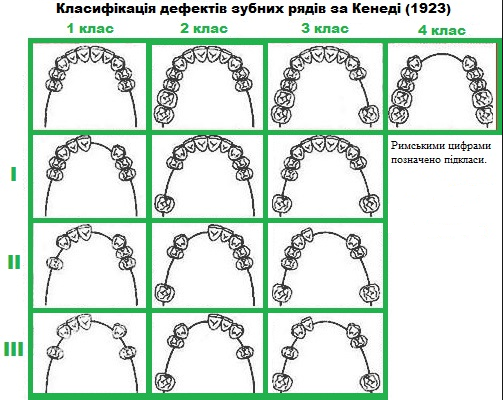 Класифікація дефектів зубних рядів за Кенеді (1923)
1 клас 2 клас 3 клас 4 клас
Римськими цифрами
позначено підкласи.
I
II
III